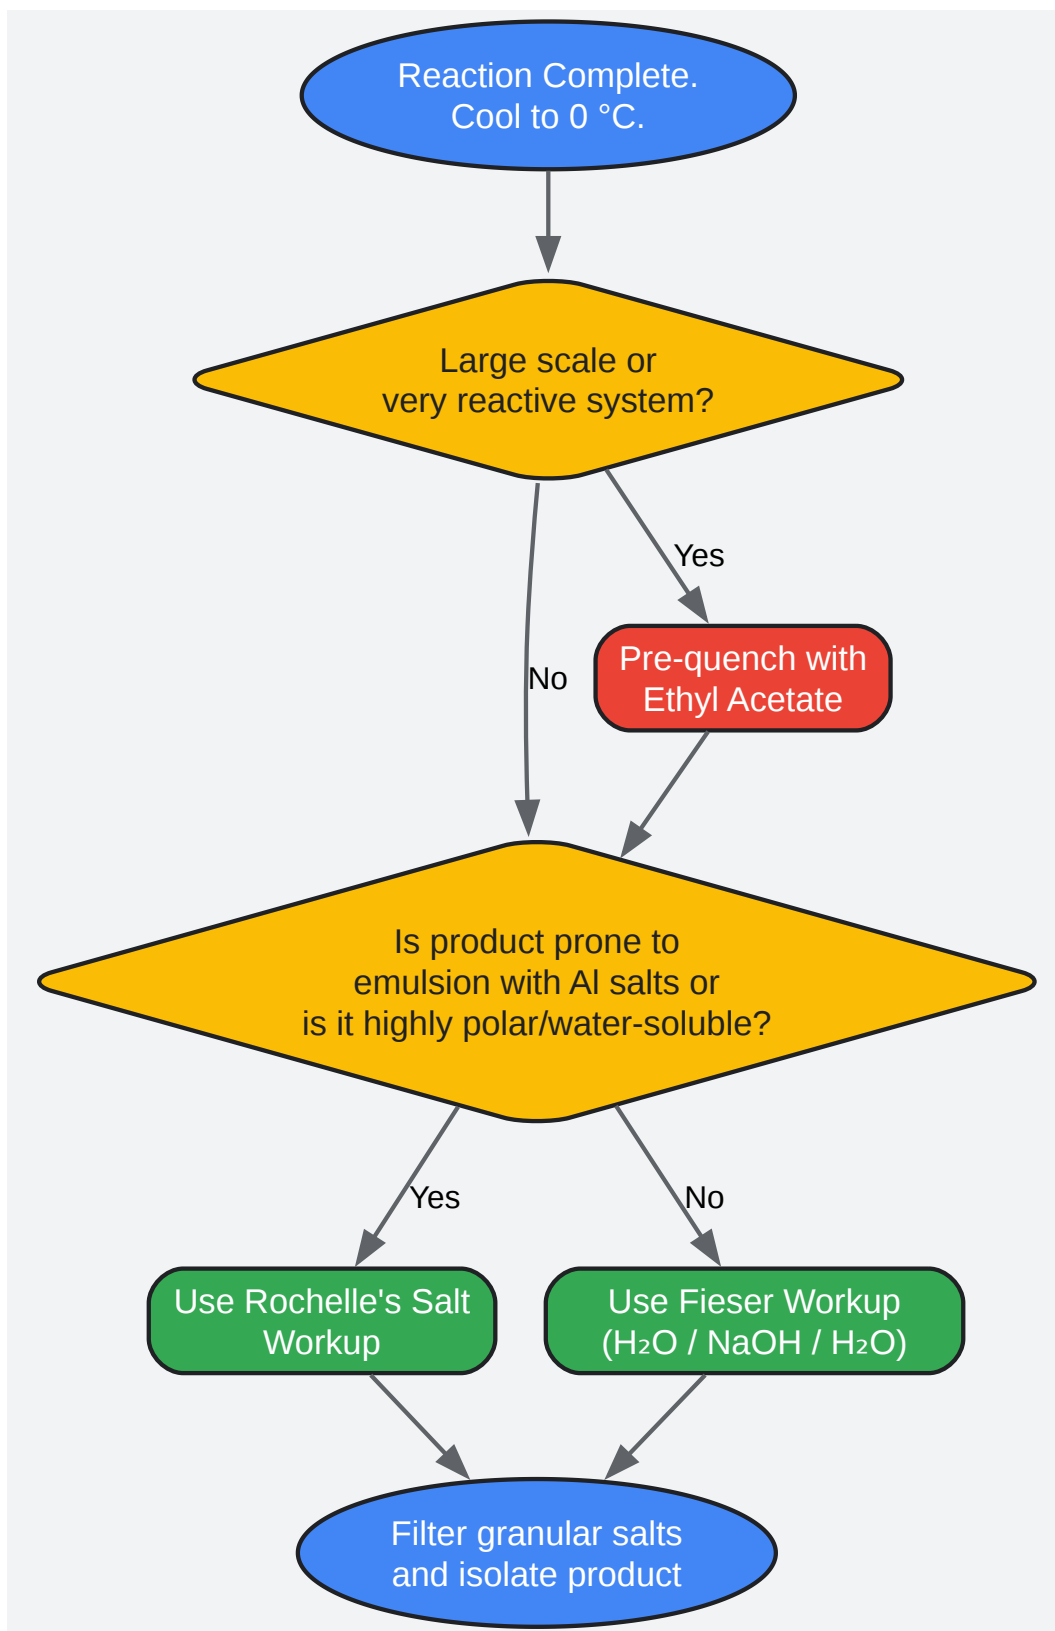 Reaction Complete.
Cool to 0 °C.
Large scale or
very reactive system?
Yes
Pre-quench with
Ethyl Acetate
No
Is product prone to
emulsion with Al salts or
is it highly polar/water-soluble?
Yes
No
Use Rochelle's Salt
Workup
Use Fieser Workup
(H₂O / NaOH / H₂O)
Filter granular salts
and isolate product